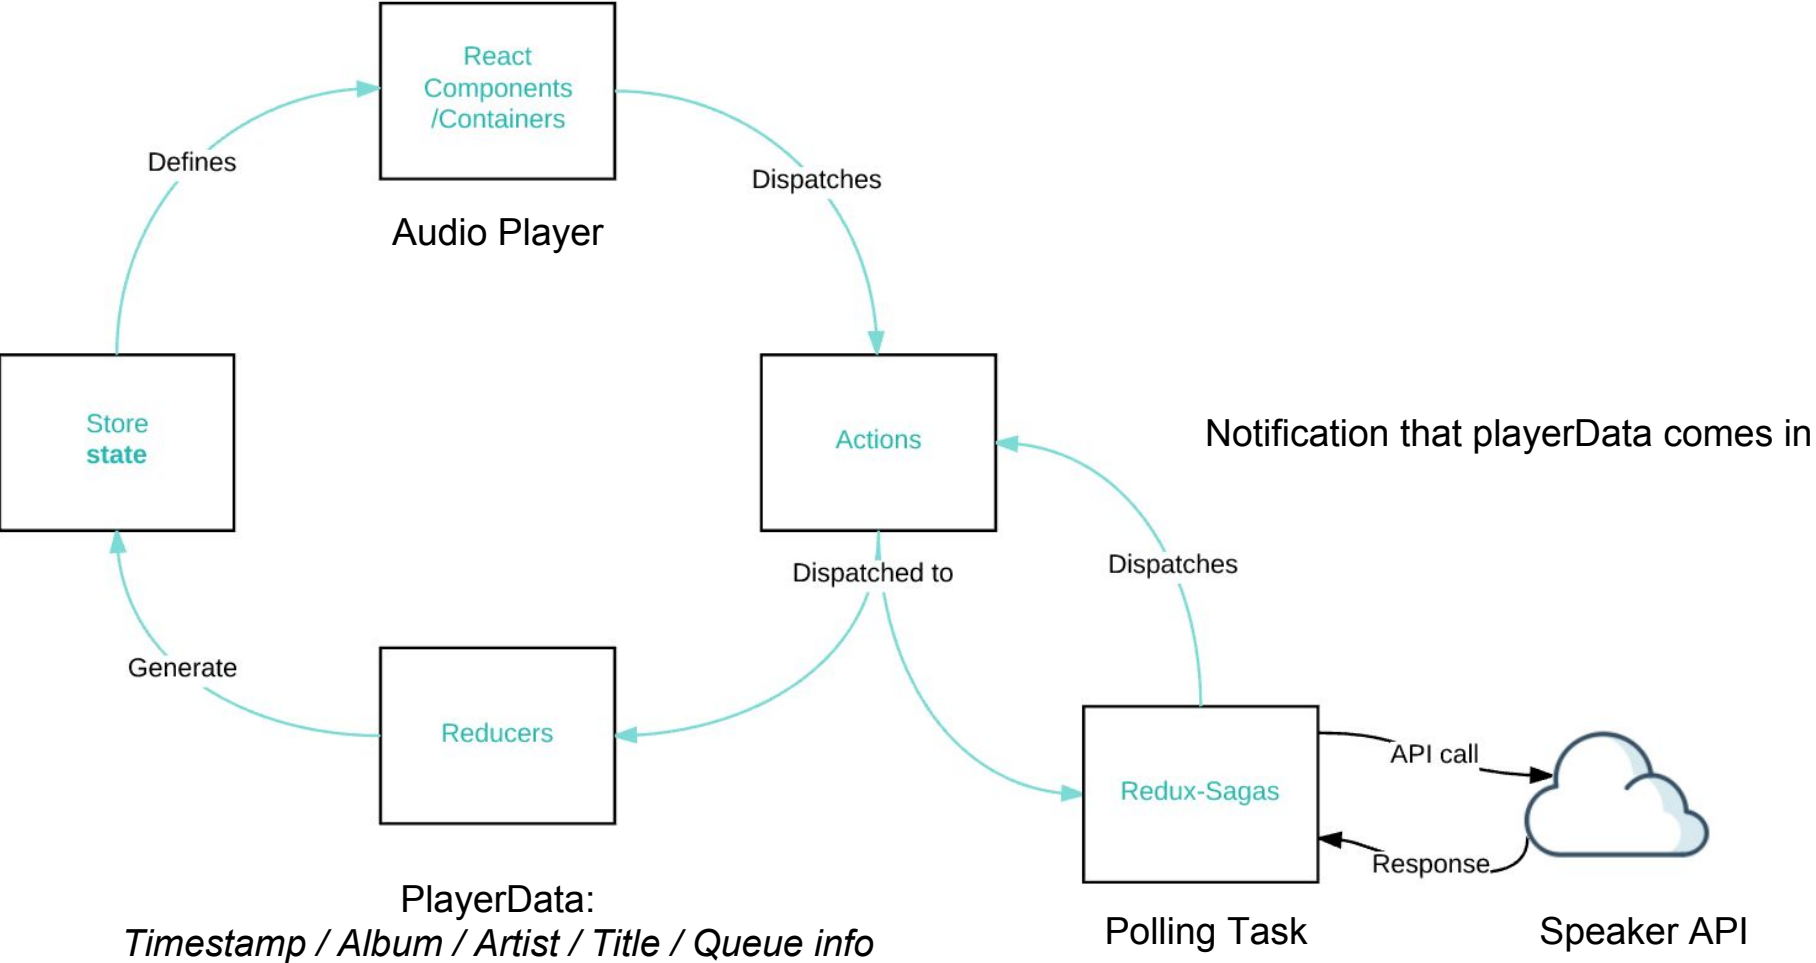 React
Components
/Containers
Defines
Dispatches
Audio Player
Store
state
Actions
Notification that playerData comes in
Dispatched to
Dispatches
Generate
Reducers
API call
Redux-Sagas
Response
PlayerData:
Timestamp / Album / Artist / Title / Queue info
Polling Task
Speaker API